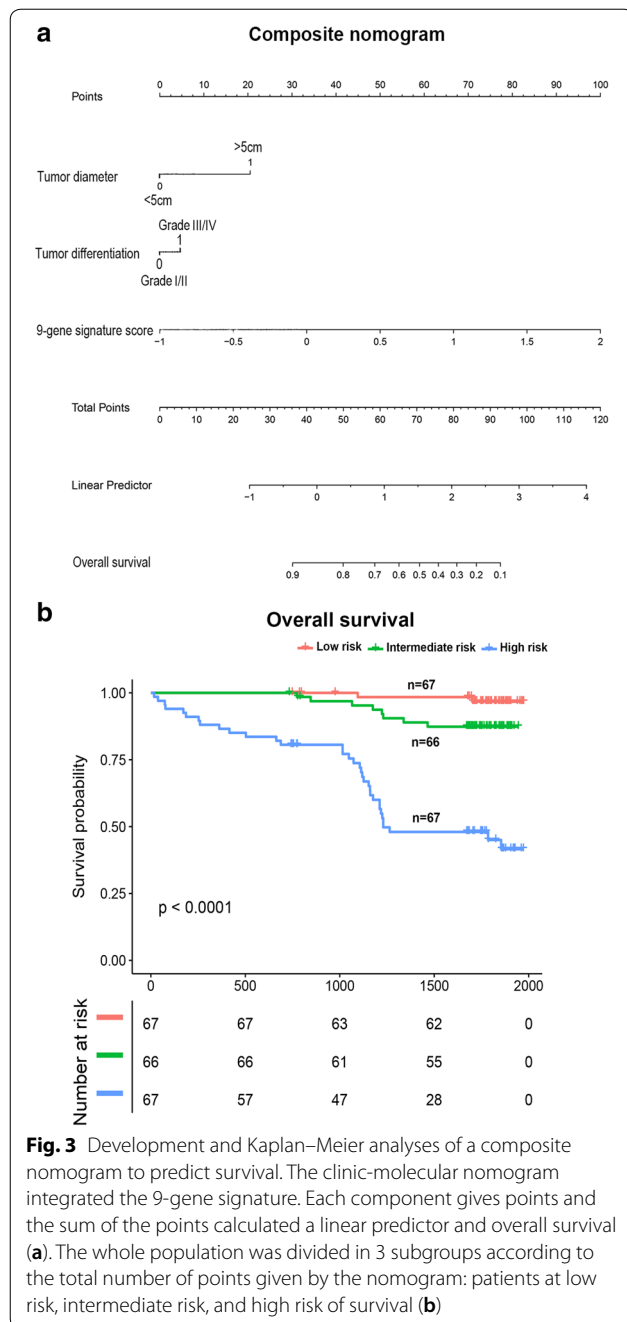 a
Composite nomogram
Points
0 10 20 30 40 50 60 70 80 90 100
>5cm
Tumor diameter
1
0
<5cm
Grade III/IV
Tumor differentiation
1
0
Grade I/II
9-gene signature score
−1 −0.5 0 0.5 1 1.5 2
Total Points
0 10 20 30 40 50 60 70 80 90 100 110 120
Linear Predictor
−1 0 1 2 3 4
Overall survival
0.9 0.8 0.7 0.6 0.5 0.4 0.3 0.2 0.1
b
Overall survival
Low risk Intermediate risk High risk
Survival probability
1.00
0.75
0.50
0.25
0.00
n=67
n=66
n=67
p < 0.0001
0 500 1000 1500 2000
Number at risk
67 67 63 62 0
66 66 61 55 0
67 57 47 28 0
Fig. 3 Development and Kaplan–Meier analyses of a composite
nomogram to predict survival. The clinic-molecular nomogram
integrated the 9-gene signature. Each component gives points and
the sum of the points calculated a linear predictor and overall survival
(a). The whole population was divided in 3 subgroups according to
the total number of points given by the nomogram: patients at low
risk, intermediate risk, and high risk of survival (b)